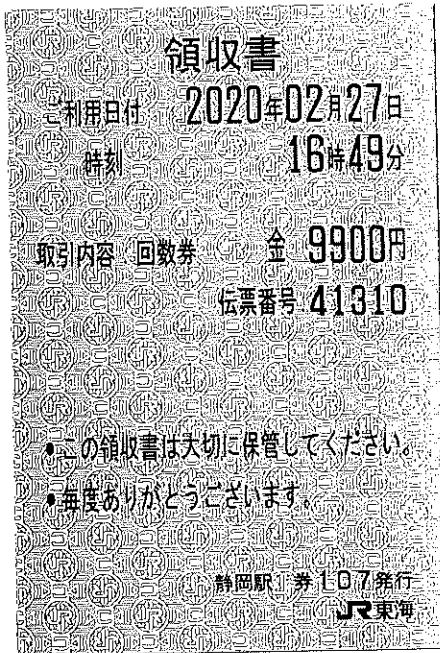 領収書
ご利用日付 2020年02月27日
時刻 16時49分
取引内容 回数券 金 9900円
伝票番号 41310
•この領収書は大切に保管してください。
•毎度ありがとうございます。
静岡駅 券107発行
JR東海